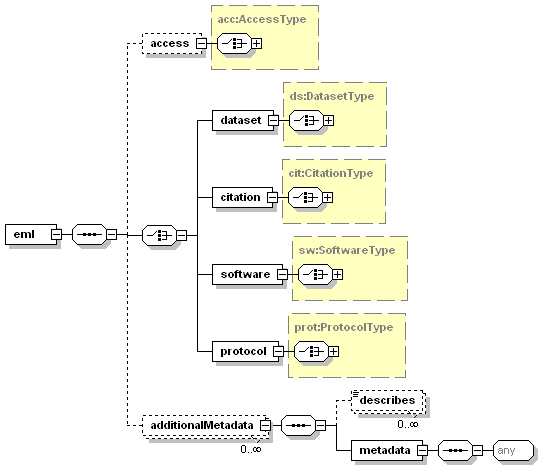 acc:AccessType
access
ds:DatasetType
dataset
cit:CitationType
citation
eml
sw:SoftwareType
software
prot:ProtocolType
protocol
describes
0..∞
additionalMetadata
0..∞
metadata
any